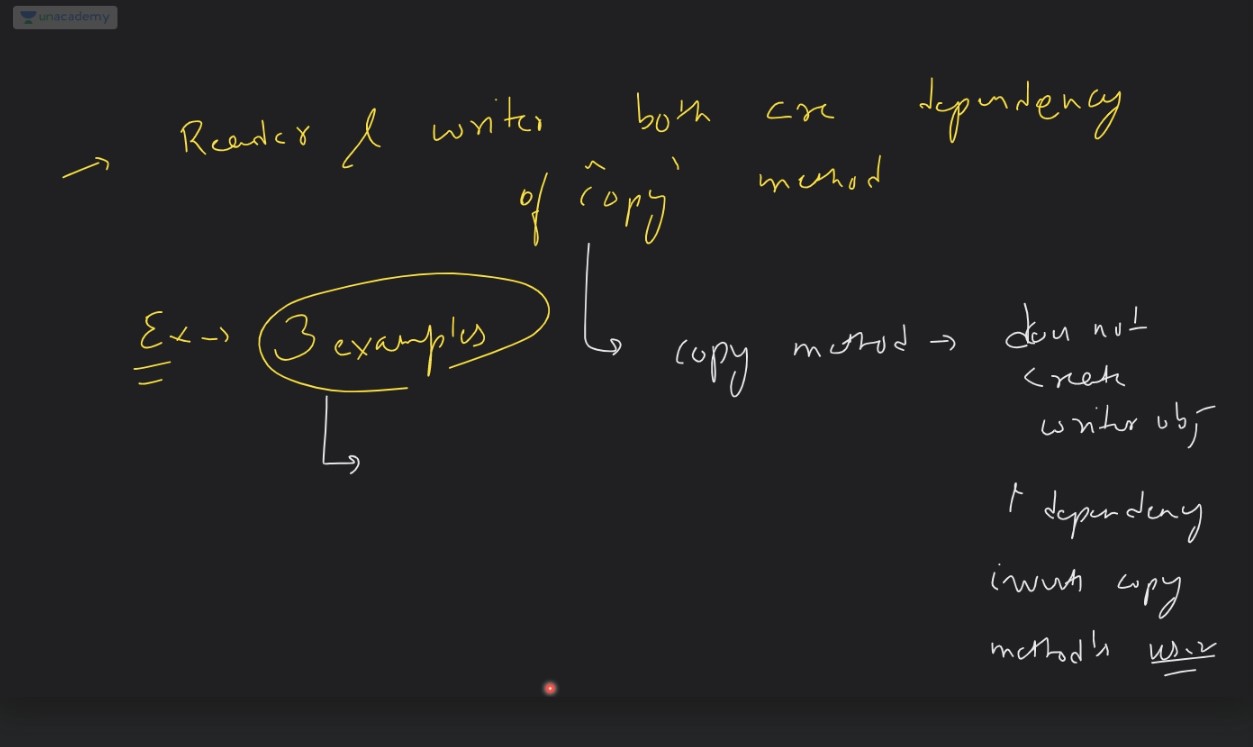 unacademy
→ Reader & writer both are dependency
of 'copy' method
Ex → 3 examples
copy method → does not
create
writer obj
↑ dependency
invert copy
method's user